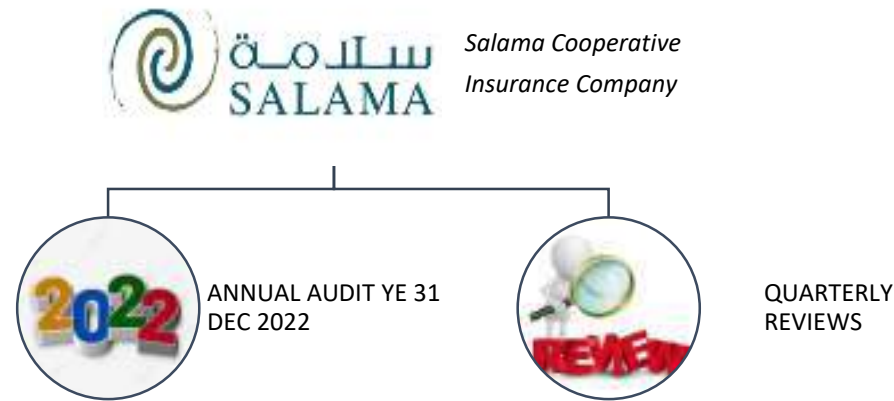 سلامة
SALAMA
Salama Cooperative
Insurance Company
2022
ANNUAL AUDIT YE 31
DEC 2022
REVIEW
QUARTERLY
REVIEWS